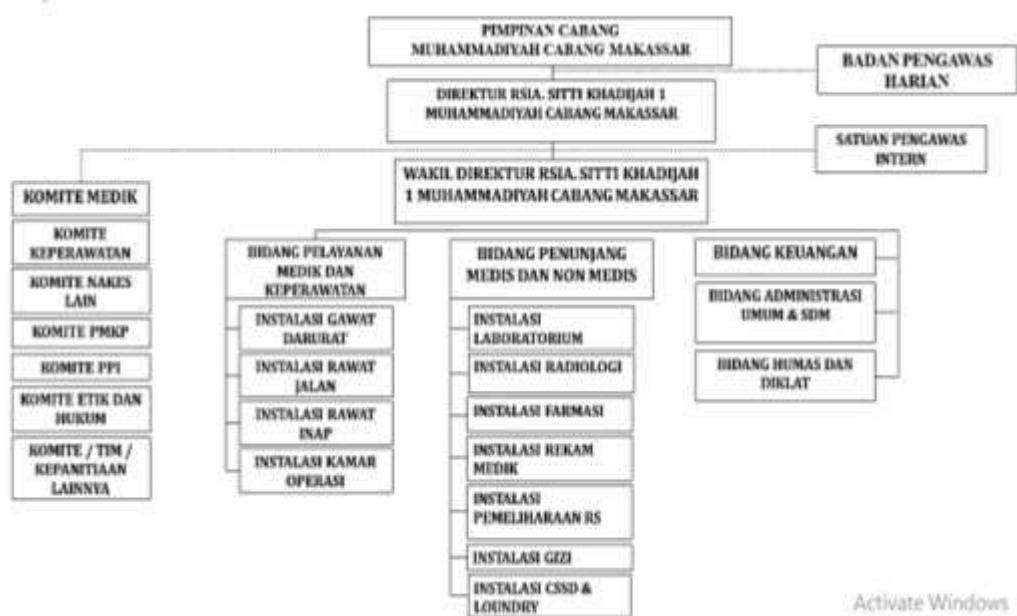 PIMPINAN CABANG
MUHAMMADIYAH CABANG MAKASSAR
BADAN PENGAWAS
HARIAN
DIREKTUR RSIA. SITTI KHADIJAH 1
MUHAMMADIYAH CABANG MAKASSAR
SATUAN PENGAWAS
INTERN
WAKIL DIREKTUR RSIA. SITTI KHADIJAH
1 MUHAMMADIYAH CABANG MAKASSAR
KOMITE MEDIK
KOMITE
KEPERAWATAN
KOMITE NAKES
LAIN
KOMITE PMKP
KOMITE PPI
KOMITE ETIK DAN
HUKUM
KOMITE / TIM /
KEPANITIAAN
LAINNYA
BIDANG PELAYANAN
MEDIK DAN
KEPERAWATAN
INSTALASI GAWAT
DARURAT
INSTALASI RAWAT
JALAN
INSTALASI RAWAT
INAP
INSTALASI KAMAR
OPERASI
BIDANG PENUNJANG
MEDIS DAN NON MEDIS
INSTALASI
LABORATORIUM
INSTALASI RADIOLOGI
INSTALASI FARMASI
INSTALASI REKAM
MEDIK
INSTALASI
PEMELIHARAAN RS
INSTALASI GIZI
INSTALASI CSSD &
LOUNDRY
BIDANG KEUANGAN
BIDANG ADMINISTRASI
UMUM & SDM
BIDANG HUMAS DAN
DIKLAT
Activate Windows